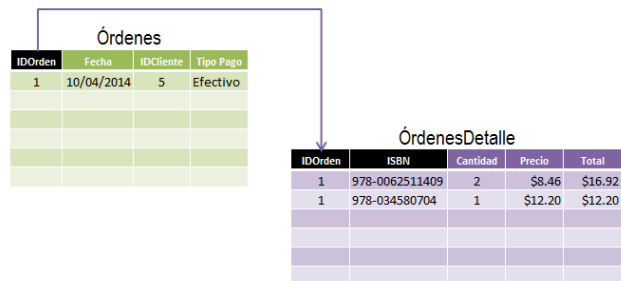 Órdenes
IDOrden Fecha IDCliente Tipo Pago
1 10/04/2014 5 Efectivo
ÓrdenesDetalle
IDOrden ISBN Cantidad Precio Total
1 978-0062511409 2 $8.46 $16.92
1 978-034580704 1 $12.20 $12.20